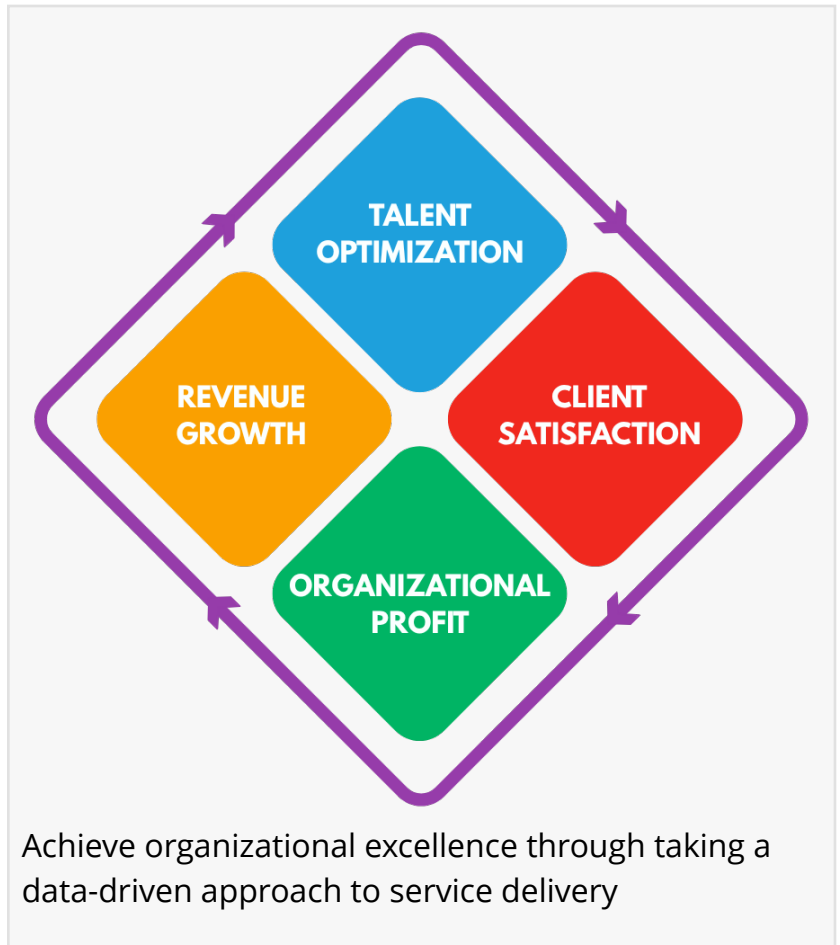 TALENT
OPTIMIZATION
REVENUE
GROWTH
CLIENT
SATISFACTION
ORGANIZATIONAL
PROFIT
Achieve organizational excellence through taking a
data-driven approach to service delivery